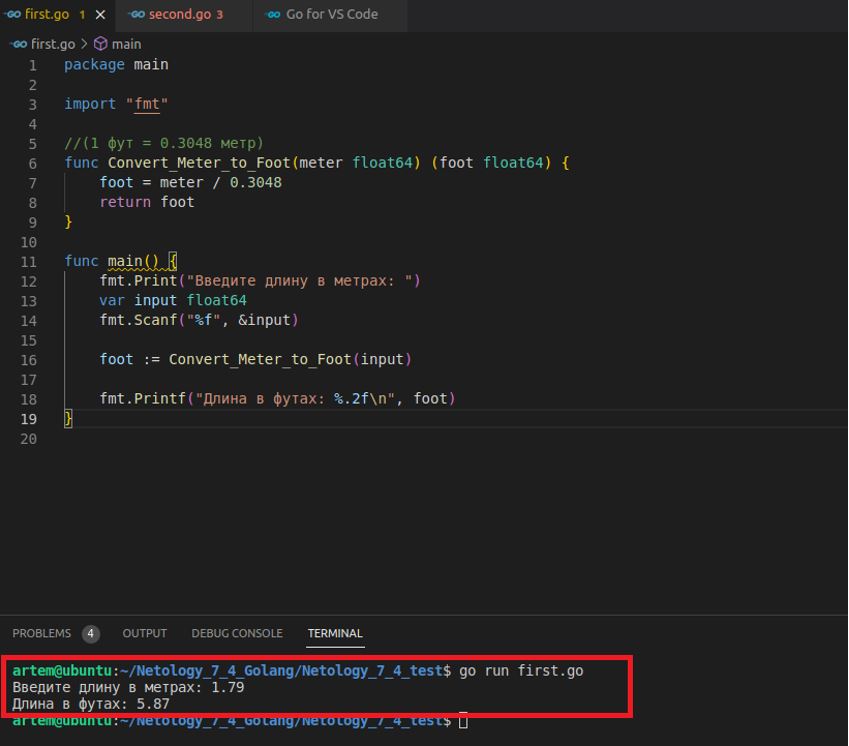 first.go 1 second.go 3 Go for VS Code
first.go > main
1 package main
2
3 import "fmt"
4
5 //(1 фут = 0.3048 метр)
6 func Convert_Meter_to_Foot(meter float64) (foot float64) {
7 foot = meter / 0.3048
8 return foot
9 }
10
11 func main() {
12 fmt.Print("Введите длину в метрах: ")
13 var input float64
14 fmt.Scanf("%f", &input)
15
16 foot := Convert_Meter_to_Foot(input)
17
18 fmt.Printf("Длина в футах: %.2f\n", foot)
19 }
20
PROBLEMS 4 OUTPUT DEBUG CONSOLE TERMINAL
artem@ubuntu:~/Netology_7_4_Golang/Netology_7_4_test$ go run first.go
Введите длину в метрах: 1.79
Длина в футах: 5.87
artem@ubuntu:~/Netology_7_4_Golang/Netology_7_4_test$